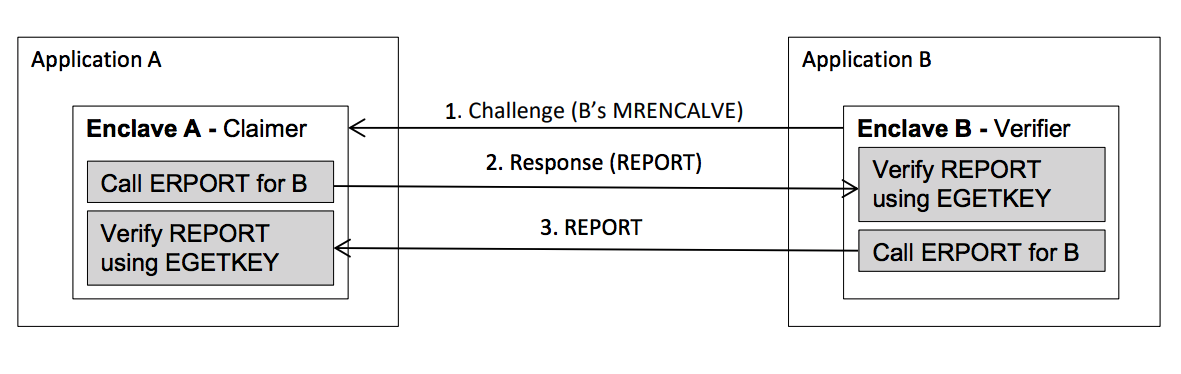 Application A
Enclave A - Claimer
Call ERPORT for B
Verify REPORT
using EGETKEY
1. Challenge (B’s MRENCALVE)
2. Response (REPORT)
3. REPORT
Application B
Enclave B - Verifier
Verify REPORT
using EGETKEY
Call ERPORT for B